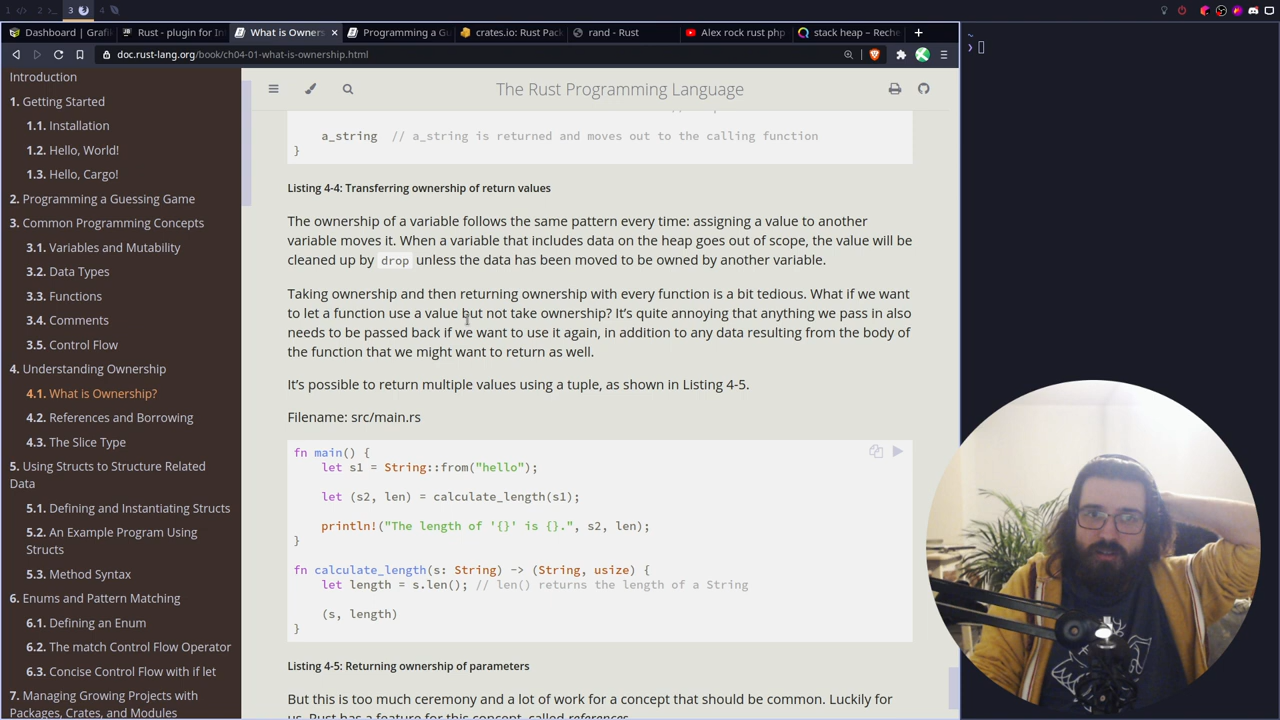 1
2
3
4
Dashboard | Grafi
Rust - plugin for In
What is Owners
Programming a Gu
crates.io: Rust Pack
rand - Rust
Alex rock rust php
stack heap – Reche
doc.rust-lang.org/book/ch04-01-what-is-ownership.html
Introduction
1. Getting Started
1.1. Installation
1.2. Hello, World!
1.3. Hello, Cargo!
2. Programming a Guessing Game
3. Common Programming Concepts
3.1. Variables and Mutability
3.2. Data Types
3.3. Functions
3.4. Comments
3.5. Control Flow
4. Understanding Ownership
4.1. What is Ownership?
4.2. References and Borrowing
4.3. The Slice Type
5. Using Structs to Structure Related
Data
5.1. Defining and Instantiating Structs
5.2. An Example Program Using
Structs
5.3. Method Syntax
6. Enums and Pattern Matching
6.1. Defining an Enum
6.2. The match Control Flow Operator
6.3. Concise Control Flow with if let
7. Managing Growing Projects with
Packages, Crates, and Modules
The Rust Programming Language
a_string // a_string is returned and moves out to the calling function
}
Listing 4-4: Transferring ownership of return values
The ownership of a variable follows the same pattern every time: assigning a value to another
variable moves it. When a variable that includes data on the heap goes out of scope, the value will be
cleaned up by drop unless the data has been moved to be owned by another variable.
Taking ownership and then returning ownership with every function is a bit tedious. What if we want
to let a function use a value but not take ownership? It’s quite annoying that anything we pass in also
needs to be passed back if we want to use it again, in addition to any data resulting from the body of
the function that we might want to return as well.
It’s possible to return multiple values using a tuple, as shown in Listing 4-5.
Filename: src/main.rs
fn main() {
let s1 = String::from("hello");
let (s2, len) = calculate_length(s1);
println!("The length of '{}' is {}.", s2, len);
}
fn calculate_length(s: String) -> (String, usize) {
let length = s.len(); // len() returns the length of a String
(s, length)
}
Listing 4-5: Returning ownership of parameters
But this is too much ceremony and a lot of work for a concept that should be common. Luckily for
us, Rust has a feature for this concept, called references.
~